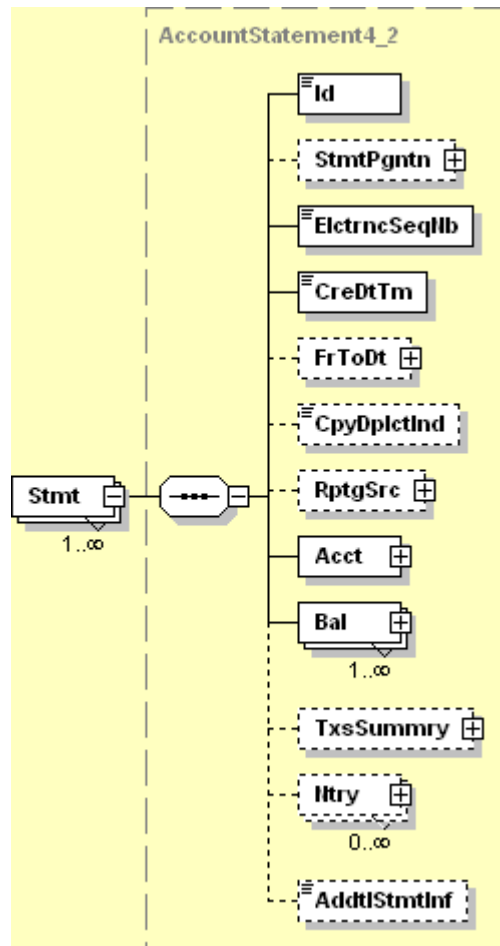 AccountStatement4_2
Id
StmtPgntn
ElctrncSeqNb
CreDtTm
FrToDt
CpyDplctInd
Stmt
1..∞
RptgSrc
Acct
Bal
1..∞
TxsSummry
Ntry
0..∞
AddtlStmtInf